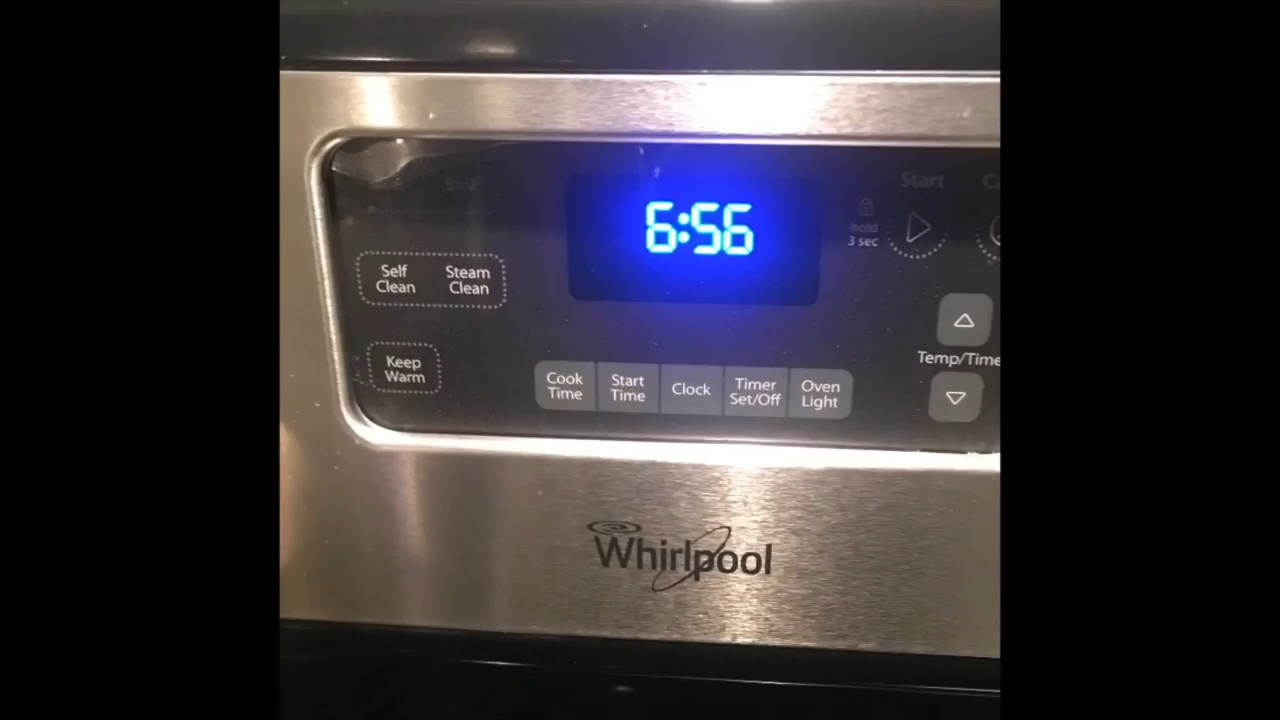 6:56
Start
hold
3 sec
Self
Clean
Steam
Clean
Keep
Warm
Temp/Time
Cook
Time
Start
Time
Clock
Timer
Set/Off
Oven
Light
Whirlpool